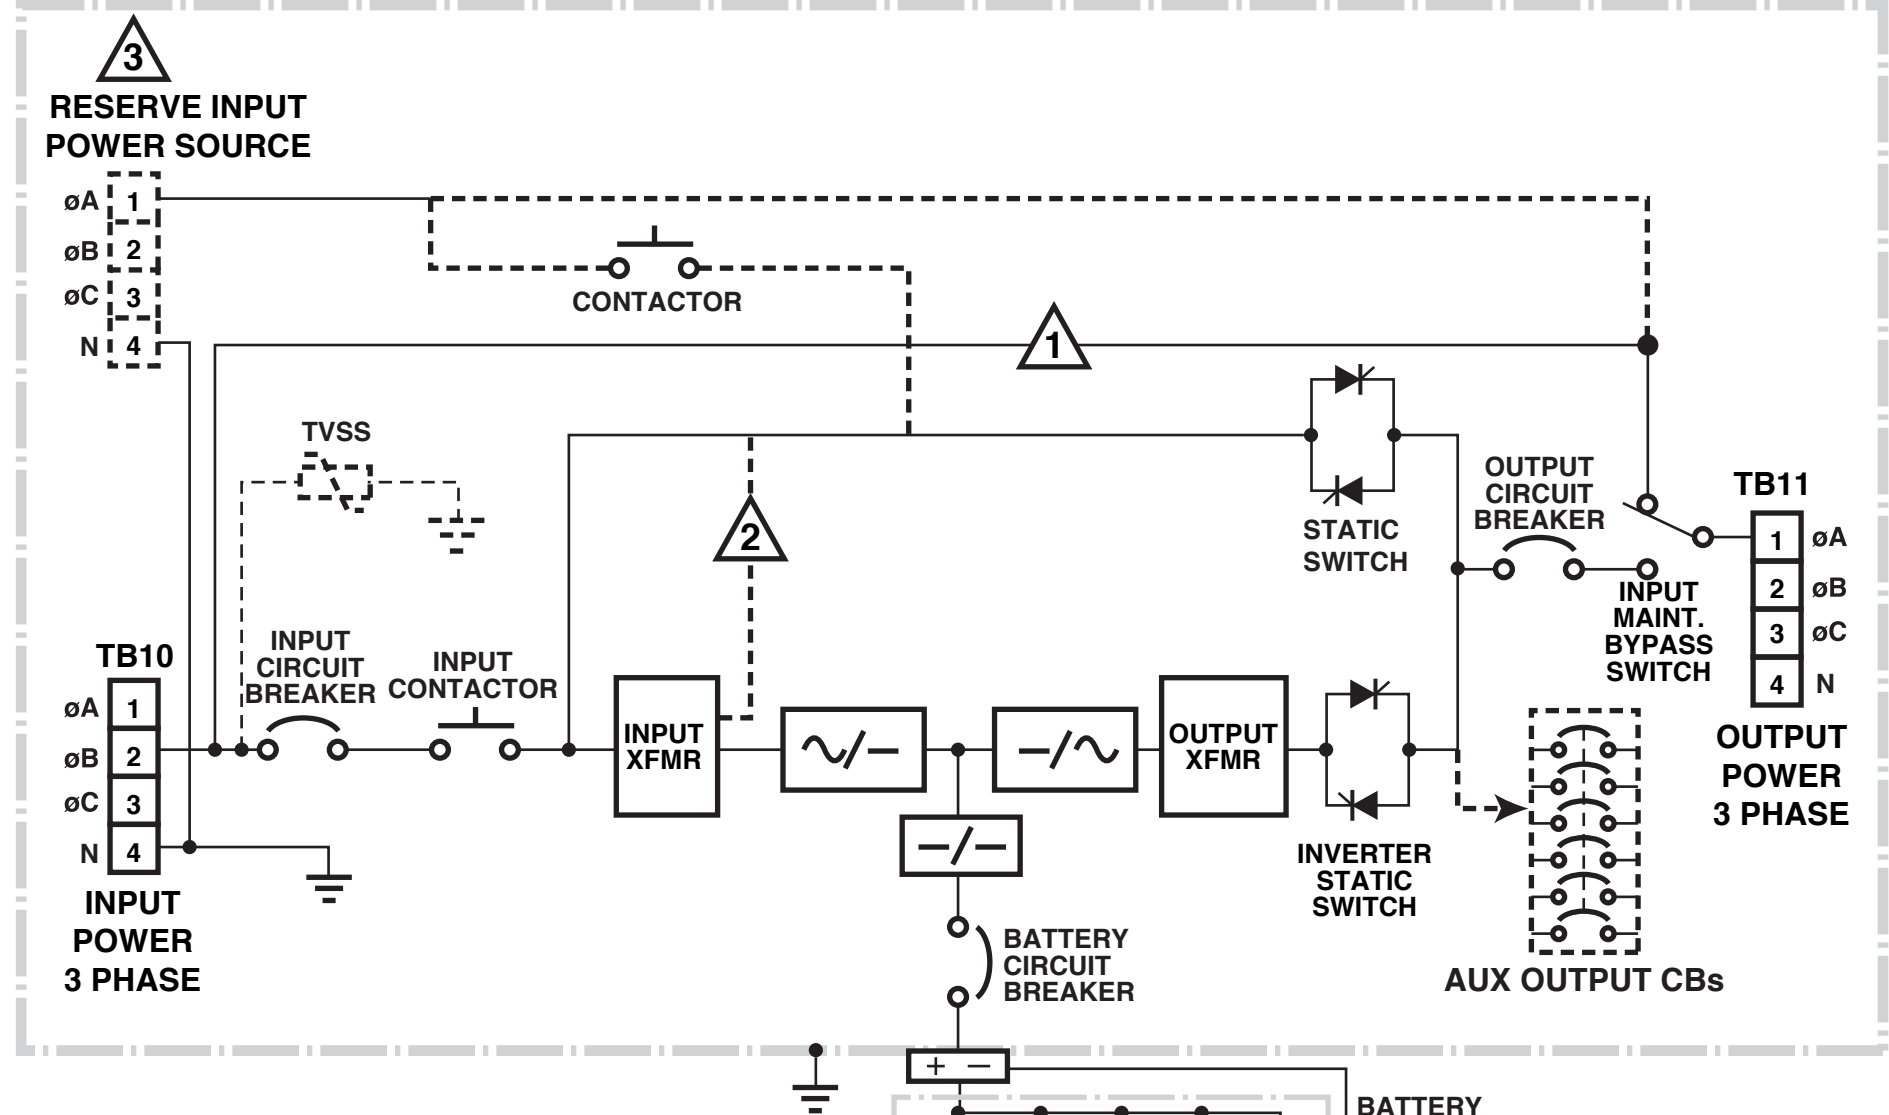 3
RESERVE INPUT
POWER SOURCE
øA 1
øB 2
øC 3
N 4
CONTACTOR
1
TVSS
2
STATIC
SWITCH
OUTPUT
CIRCUIT
BREAKER
TB11
1 øA
2 øB
3 øC
4 N
OUTPUT
POWER
3 PHASE
INPUT
MAINT.
BYPASS
SWITCH
TB10
øA 1
øB 2
øC 3
N 4
INPUT
POWER
3 PHASE
INPUT
CIRCUIT
BREAKER
INPUT
CONTACTOR
INPUT
XFMR
OUTPUT
XFMR
INVERTER
STATIC
SWITCH
AUX OUTPUT CBs
BATTERY
CIRCUIT
BREAKER
+ −
BATTERY